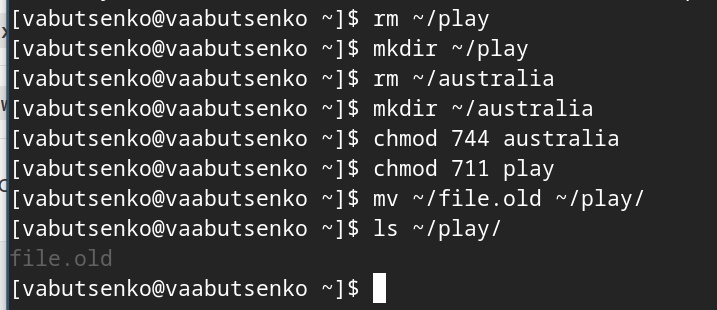 [vabutsenko@vaabutsenko ~]$ rm ~/play
[vabutsenko@vaabutsenko ~]$ mkdir ~/play
[vabutsenko@vaabutsenko ~]$ rm ~/australia
[vabutsenko@vaabutsenko ~]$ mkdir ~/australia
[vabutsenko@vaabutsenko ~]$ chmod 744 australia
[vabutsenko@vaabutsenko ~]$ chmod 711 play
[vabutsenko@vaabutsenko ~]$ mv ~/file.old ~/play/
[vabutsenko@vaabutsenko ~]$ ls ~/play/
file.old
[vabutsenko@vaabutsenko ~]$